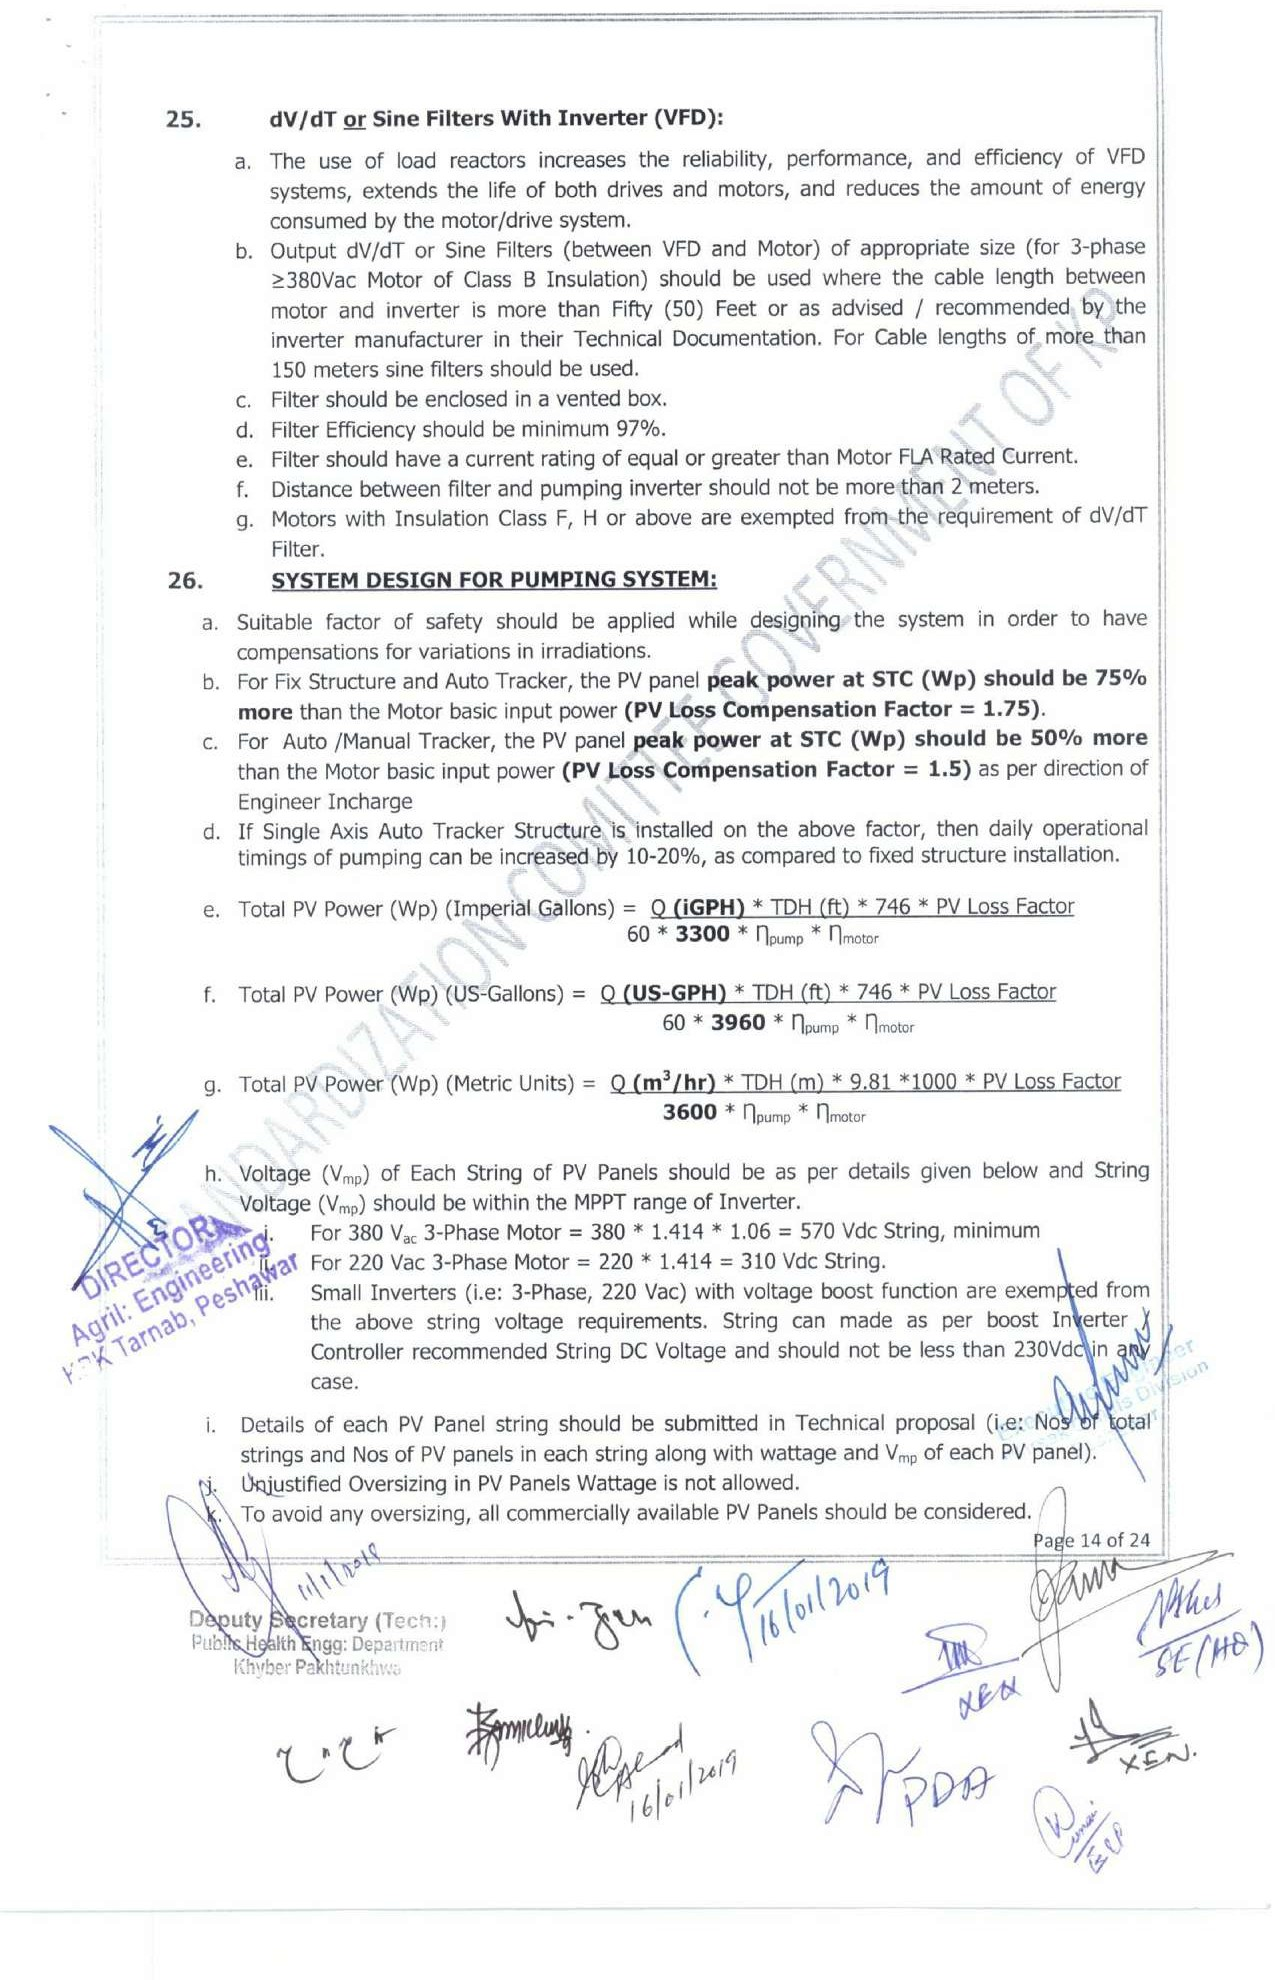 25. dV/dT or Sine Filters With Inverter (VFD):
a. The use of load reactors increases the reliability, performance, and efficiency of VFD
systems, extends the life of both drives and motors, and reduces the amount of energy
consumed by the motor/drive system.
b. Output dV/dT or Sine Filters (between VFD and Motor) of appropriate size (for 3-phase
≥380Vac Motor of Class B Insulation) should be used where the cable length between
motor and inverter is more than Fifty (50) Feet or as advised / recommended by the
inverter manufacturer in their Technical Documentation. For Cable lengths of more than
150 meters sine filters should be used.
c. Filter should be enclosed in a vented box.
d. Filter Efficiency should be minimum 97%.
e. Filter should have a current rating of equal or greater than Motor FLA Rated Current.
f. Distance between filter and pumping inverter should not be more than 2 meters.
g. Motors with Insulation Class F, H or above are exempted from the requirement of dV/dT
Filter.
26. SYSTEM DESIGN FOR PUMPING SYSTEM:
a. Suitable factor of safety should be applied while designing the system in order to have
compensations for variations in irradiations.
b. For Fix Structure and Auto Tracker, the PV panel peak power at STC (Wp) should be 75%
more than the Motor basic input power (PV Loss Compensation Factor = 1.75).
c. For Auto /Manual Tracker, the PV panel peak power at STC (Wp) should be 50% more
than the Motor basic input power (PV Loss Compensation Factor = 1.5) as per direction of
Engineer Incharge
d. If Single Axis Auto Tracker Structure is installed on the above factor, then daily operational
timings of pumping can be increased by 10-20%, as compared to fixed structure installation.
e. Total PV Power (Wp) (Imperial Gallons) = Q (iGPH) * TDH (ft) * 746 * PV Loss Factor
60 * 3300 * ηpump * ηmotor
f. Total PV Power (Wp) (US-Gallons) = Q (US-GPH) * TDH (ft) * 746 * PV Loss Factor
60 * 3960 * ηpump * ηmotor
g. Total PV Power (Wp) (Metric Units) = Q (m³/hr) * TDH (m) * 9.81 *1000 * PV Loss Factor
3600 * ηpump * ηmotor
h. Voltage (Vmp) of Each String of PV Panels should be as per details given below and String
Voltage (Vmp) should be within the MPPT range of Inverter.
i. For 380 Vac 3-Phase Motor = 380 * 1.414 * 1.06 = 570 Vdc String, minimum
ii. For 220 Vac 3-Phase Motor = 220 * 1.414 = 310 Vdc String.
iii. Small Inverters (i.e: 3-Phase, 220 Vac) with voltage boost function are exempted from
the above string voltage requirements. String can made as per boost Inverter /
Controller recommended String DC Voltage and should not be less than 230Vdc in any
case.
i. Details of each PV Panel string should be submitted in Technical proposal (i.e: Nos of total
strings and Nos of PV panels in each string along with wattage and Vmp of each PV panel).
j. Unjustified Oversizing in PV Panels Wattage is not allowed.
k. To avoid any oversizing, all commercially available PV Panels should be considered.
Page 14 of 24
STANDARDIZATION COMITTEE GOVERNMENT OF KP
DIRECTOR
Agril: Engineering
KPK Tarnab, Peshawar
11/1/2018
Deputy Secretary (Tech:)
Public Health Engg: Department
Khyber Pakhtunkhwa
16/01/2019
XEN
SE (HQ)
16/01/2019
PDA
XEN.